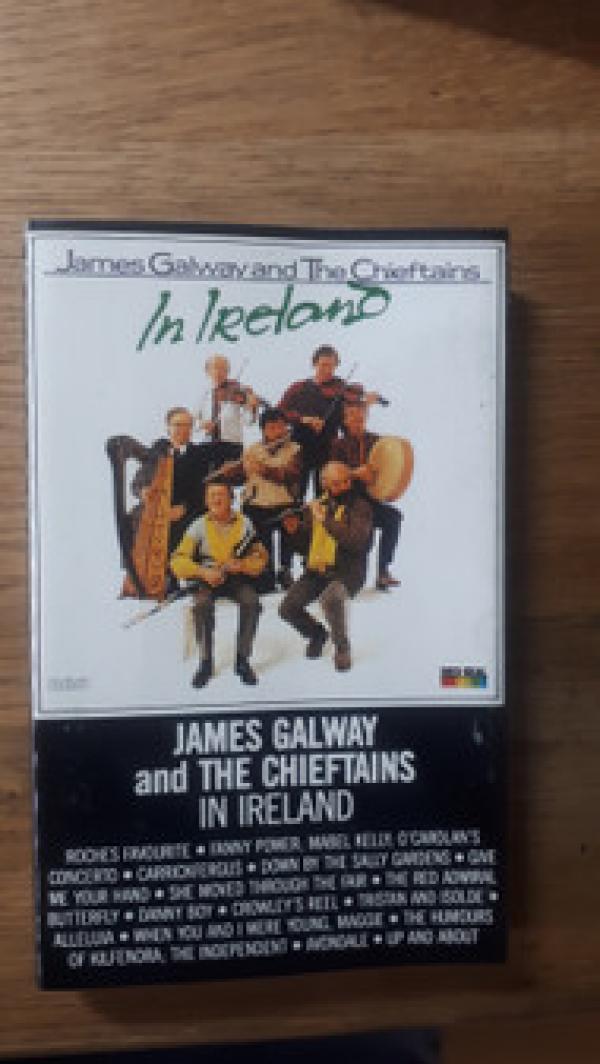 James Galway and The Chieftains
In Ireland
JAMES GALWAY
and THE CHIEFTAINS
IN IRELAND
ROCHES FAVOURITE • FANNY POWER, MABEL KELLY, O'CAROLAN'S
CONCERTO • CARRICKFERGUS • DOWN BY THE SALLY GARDENS • GIVE
ME YOUR HAND • SHE MOVED THROUGH THE FAIR • THE RED ADMIRAL
BUTTERFLY • DANNY BOY • CROWLEY'S REEL • TRISTAN AND ISOLDE •
ALLELUIA • WHEN YOU AND I WERE YOUNG, MAGGIE • THE HUMOURS
OF KILFENORA, THE INDEPENDENT • AVONDALE • UP AND ABOUT